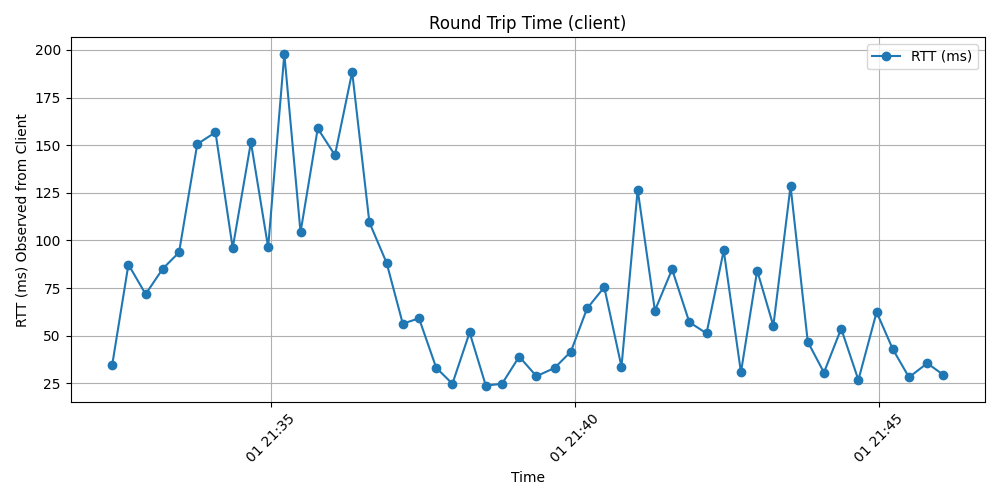 Round Trip Time (client)
RTT (ms)
RTT (ms) Observed from Client
200
175
150
125
100
75
50
25
01 21:35
01 21:40
01 21:45
Time